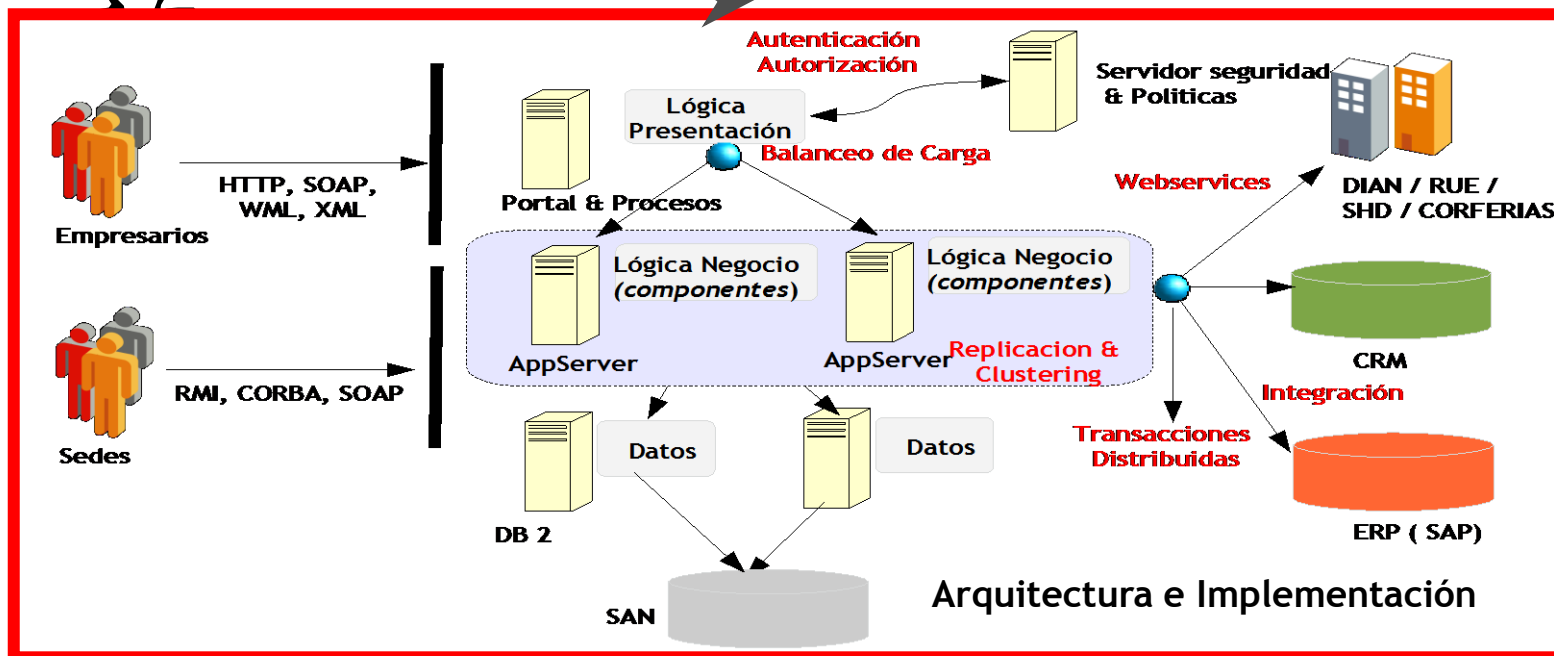 Autenticación
Autorización
Servidor seguridad
& Politicas
Lógica
Presentación
Balanceo de Carga
HTTP, SOAP,
WML, XML
Empresarios
Portal & Procesos
Webservices
DIAN / RUE /
SHD / CORFERIAS
Lógica Negocio
(componentes)
Lógica Negocio
(componentes)
AppServer
AppServer
Replicacion &
Clustering
CRM
RMI, CORBA, SOAP
Sedes
Integración
Datos
Datos
Transacciones
Distribuidas
DB 2
ERP ( SAP)
SAN
Arquitectura e Implementación